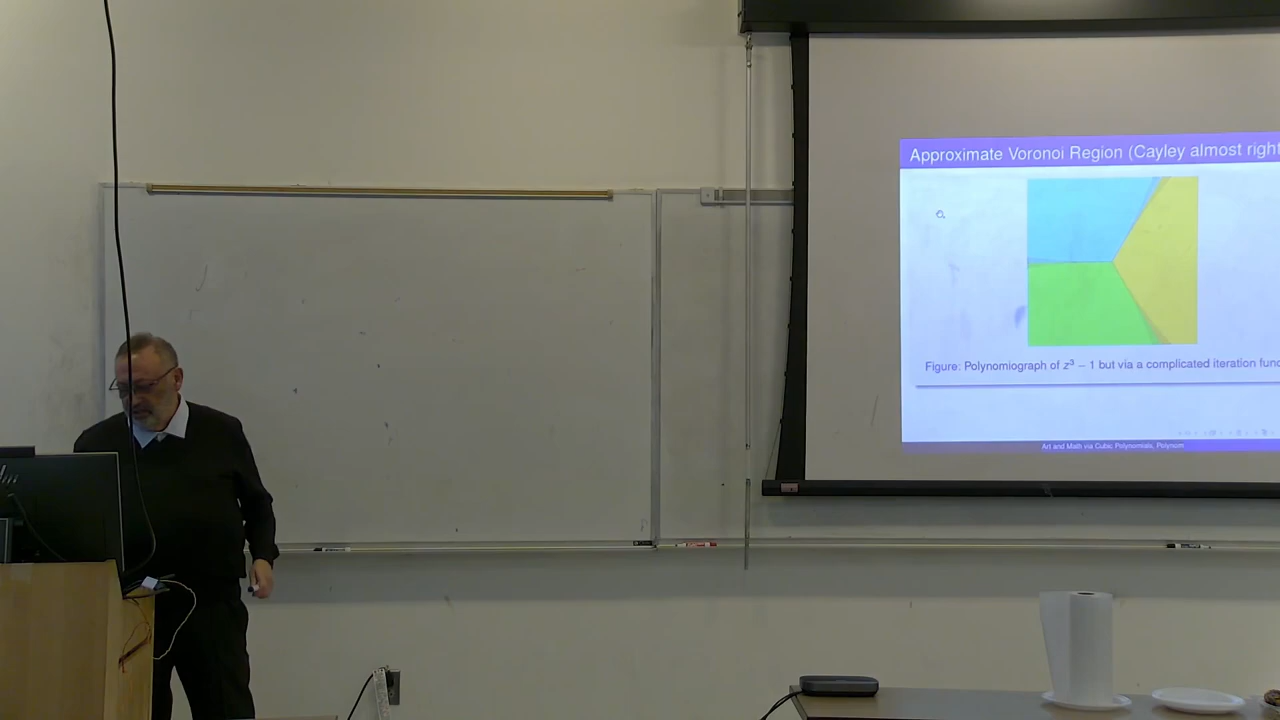 Approximate Voronoi Region (Cayley almost right
Figure: Polynomiograph of z³ − 1 but via a complicated iteration func
Art and Math via Cubic Polynomials, Polynom